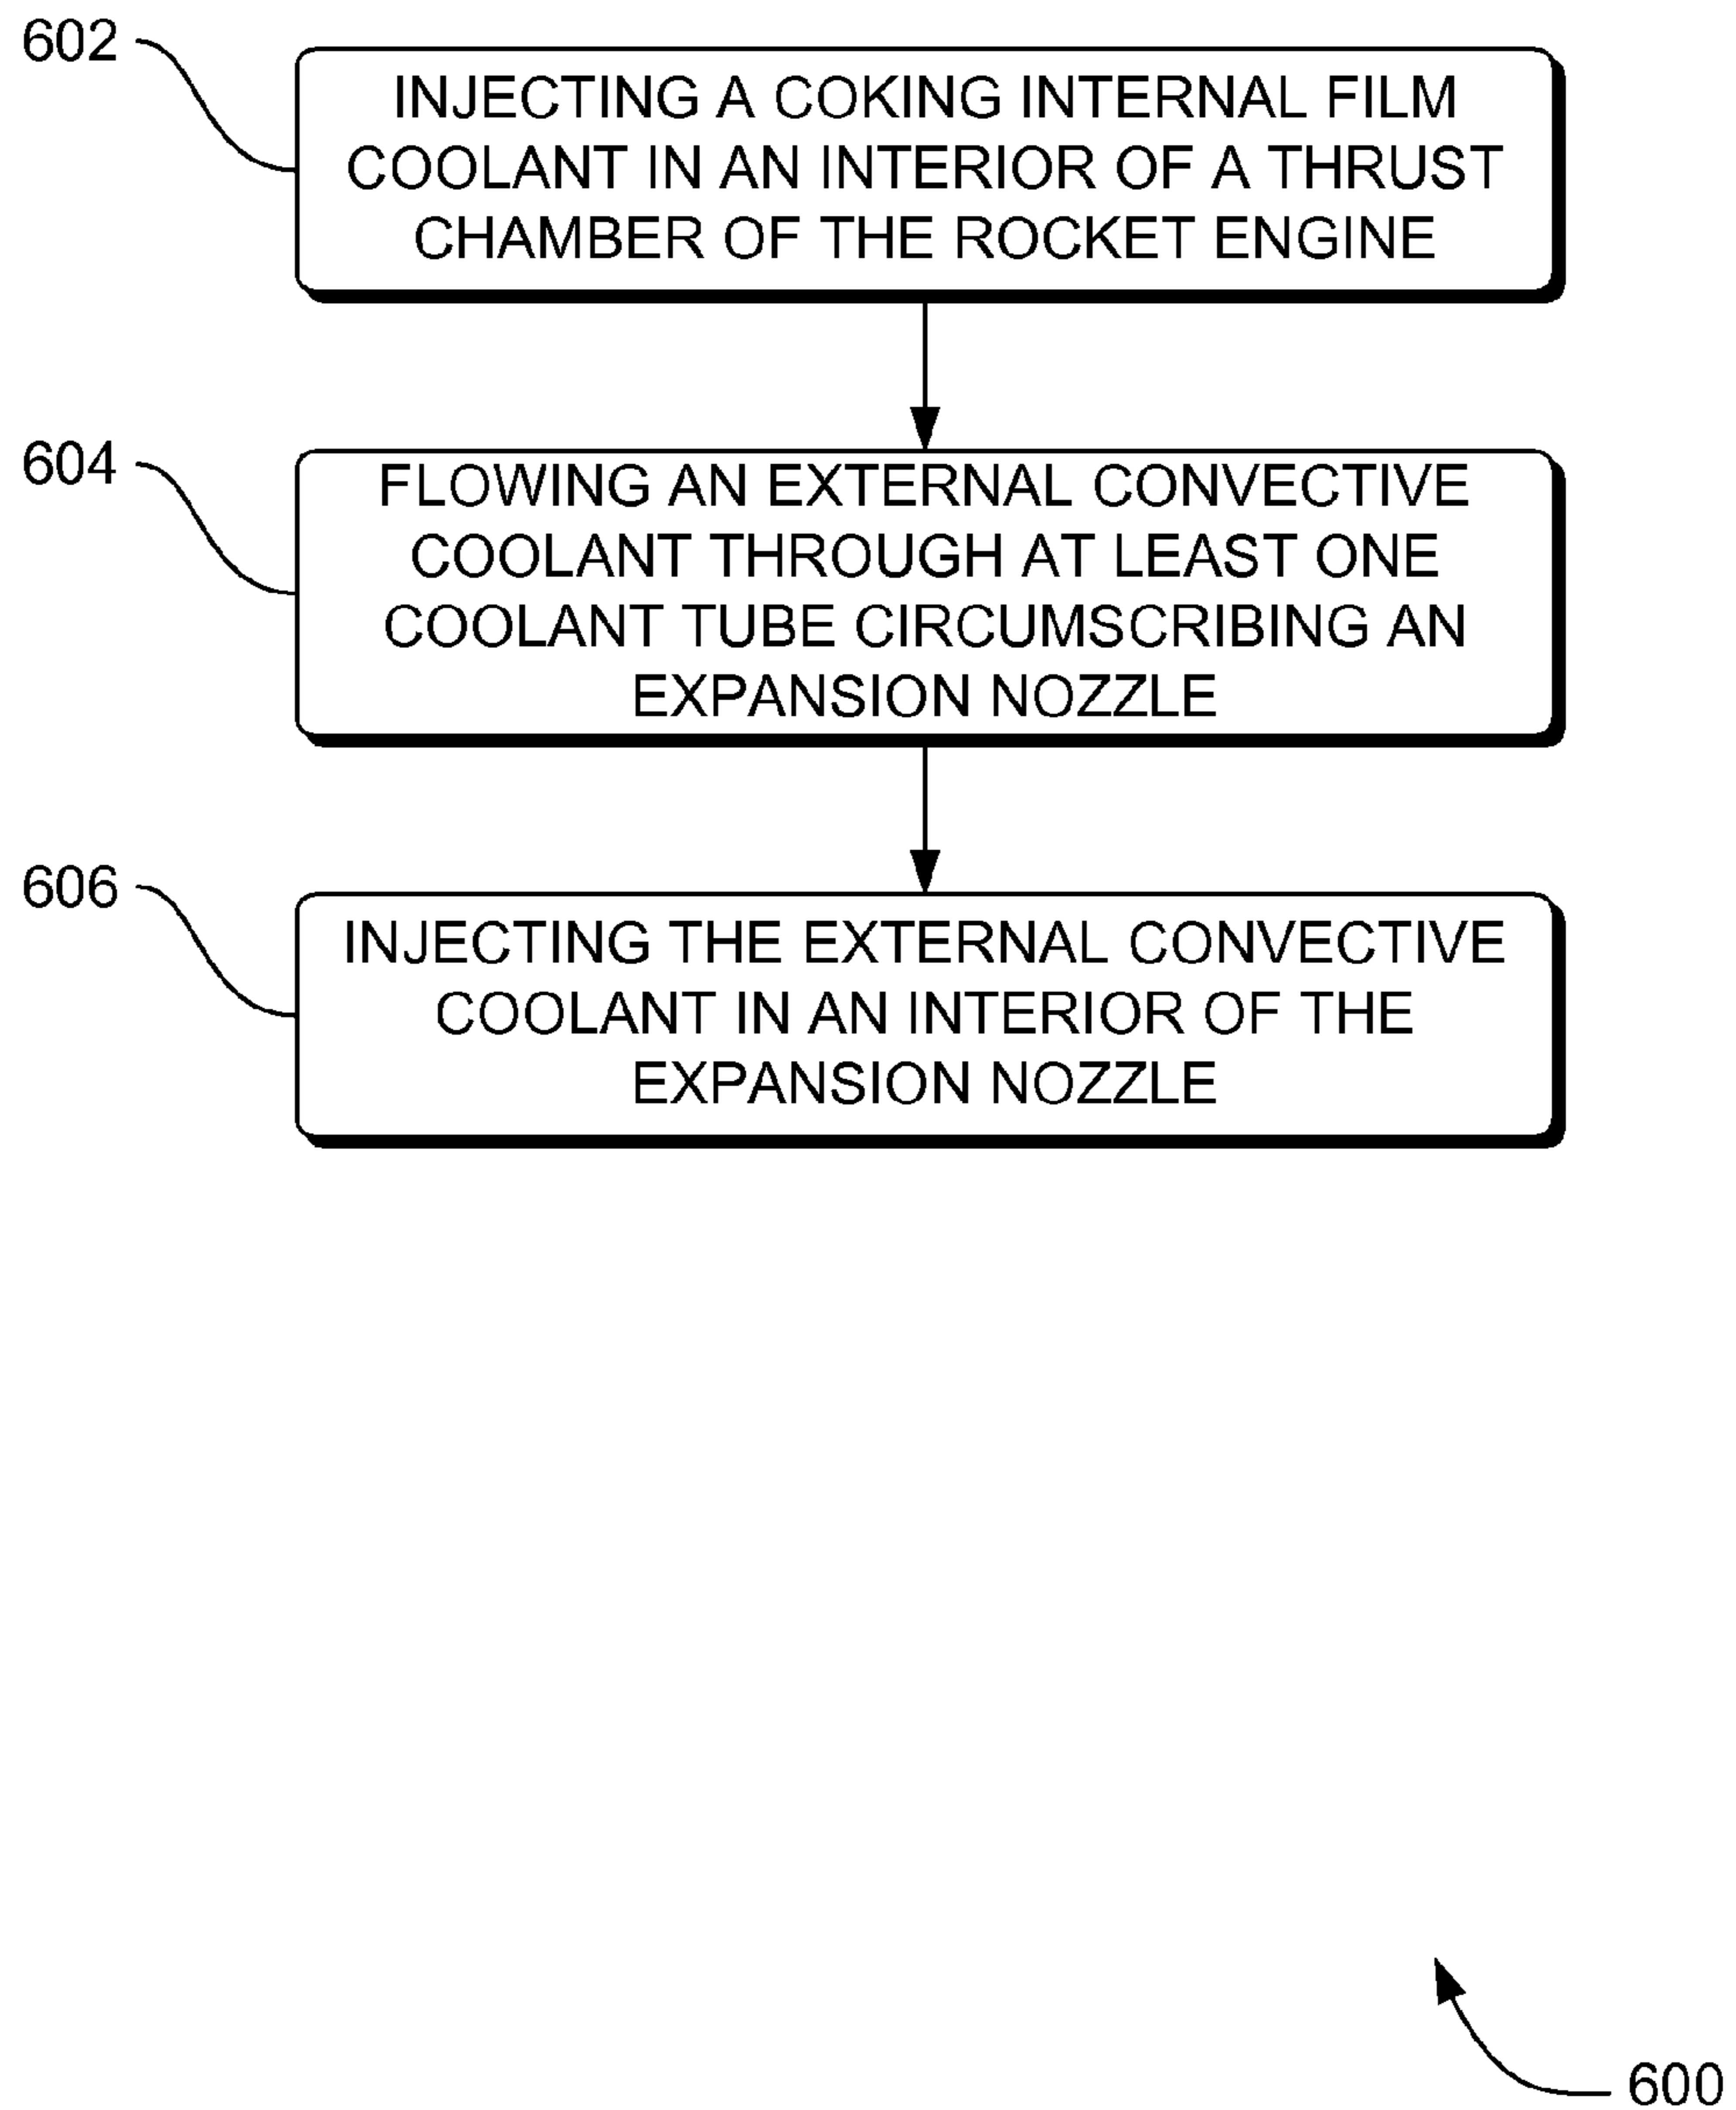 602
INJECTING A COKING INTERNAL FILM
COOLANT IN AN INTERIOR OF A THRUST
CHAMBER OF THE ROCKET ENGINE
604
FLOWING AN EXTERNAL CONVECTIVE
COOLANT THROUGH AT LEAST ONE
COOLANT TUBE CIRCUMSCRIBING AN
EXPANSION NOZZLE
606
INJECTING THE EXTERNAL CONVECTIVE
COOLANT IN AN INTERIOR OF THE
EXPANSION NOZZLE
600